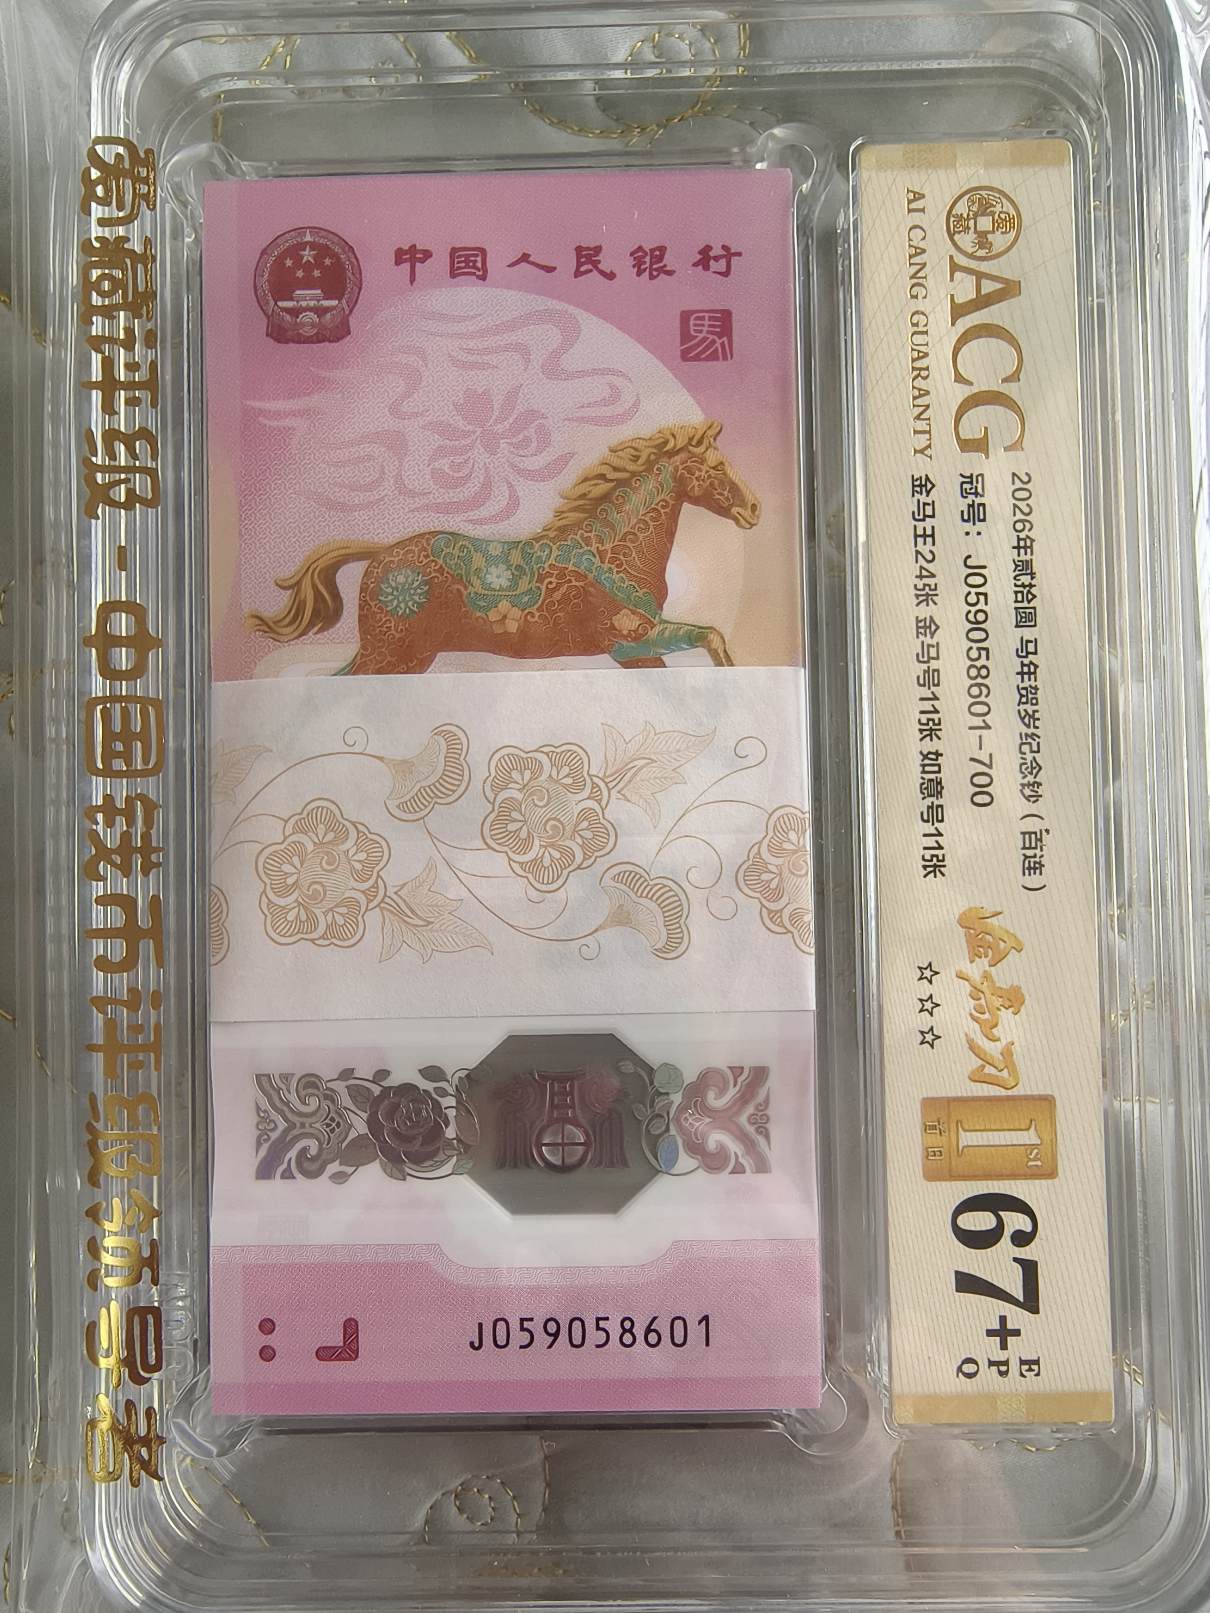 爱藏评级-中国钱币评级领导者
中国人民银行
馬
J059058601
ACG
AI CANG GUARANTY
2026年贰拾圆 马年贺岁纪念钞（百连）
冠号：J059058601-700
金马王24张 金马号11张 如意号11张
☆☆☆
1st
首日
67+
E
P
Q